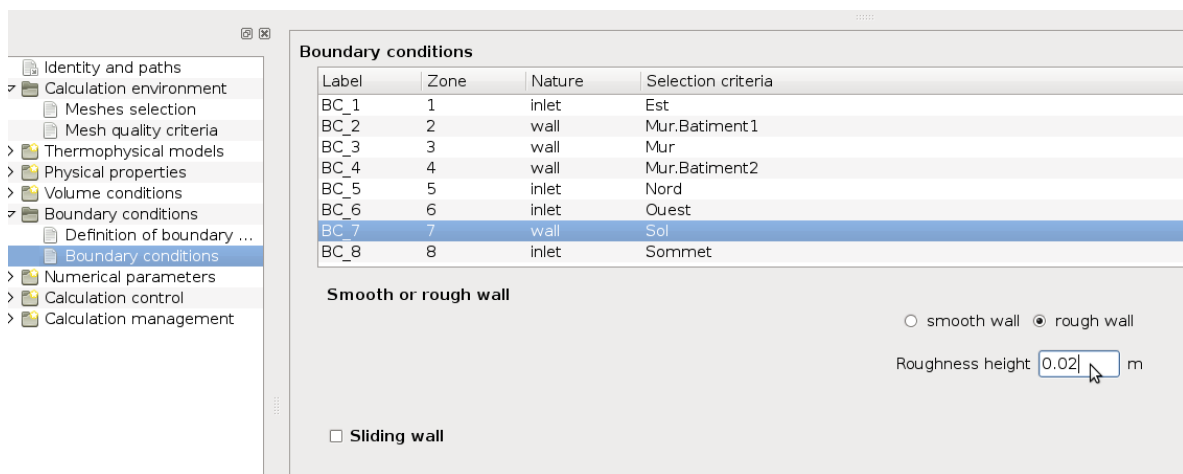 Identity and paths
Calculation environment
Meshes selection
Mesh quality criteria
Thermophysical models
Physical properties
Volume conditions
Boundary conditions
Definition of boundary ...
Boundary conditions
Numerical parameters
Calculation control
Calculation management
Boundary conditions
Label Zone Nature Selection criteria
BC_1 1 inlet Est
BC_2 2 wall Mur.Batiment1
BC_3 3 wall Mur
BC_4 4 wall Mur.Batiment2
BC_5 5 inlet Nord
BC_6 6 inlet Ouest
BC_7 7 wall Sol
BC_8 8 inlet Sommet
Smooth or rough wall
smooth wall rough wall
Roughness height 0.02 m
Sliding wall